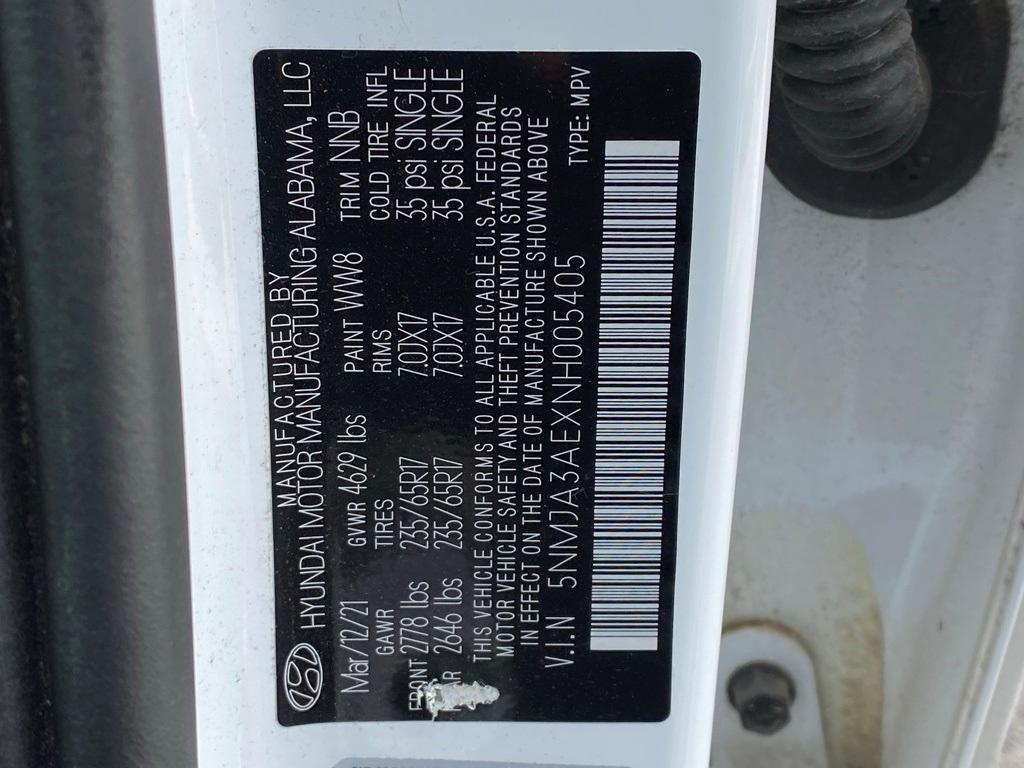 MANUFACTURED BY
HYUNDAI MOTOR MANUFACTURING ALABAMA, LLC
Mar/12/21 GVWR 4629 lbs PAINT WW8 TRIM NNB
GAWR TIRES RIMS COLD TIRE INFL
FRONT 2778 lbs 235/65R17 7.0JX17 35 psi SINGLE
2646 lbs 235/65R17 7.0JX17 35 psi SINGLE
THIS VEHICLE CONFORMS TO ALL APPLICABLE U.S.A. FEDERAL
MOTOR VEHICLE SAFETY AND THEFT PREVENTION STANDARDS
IN EFFECT ON THE DATE OF MANUFACTURE SHOWN ABOVE
V.I.N 5NMJA3AEXNH005405 TYPE: MPV